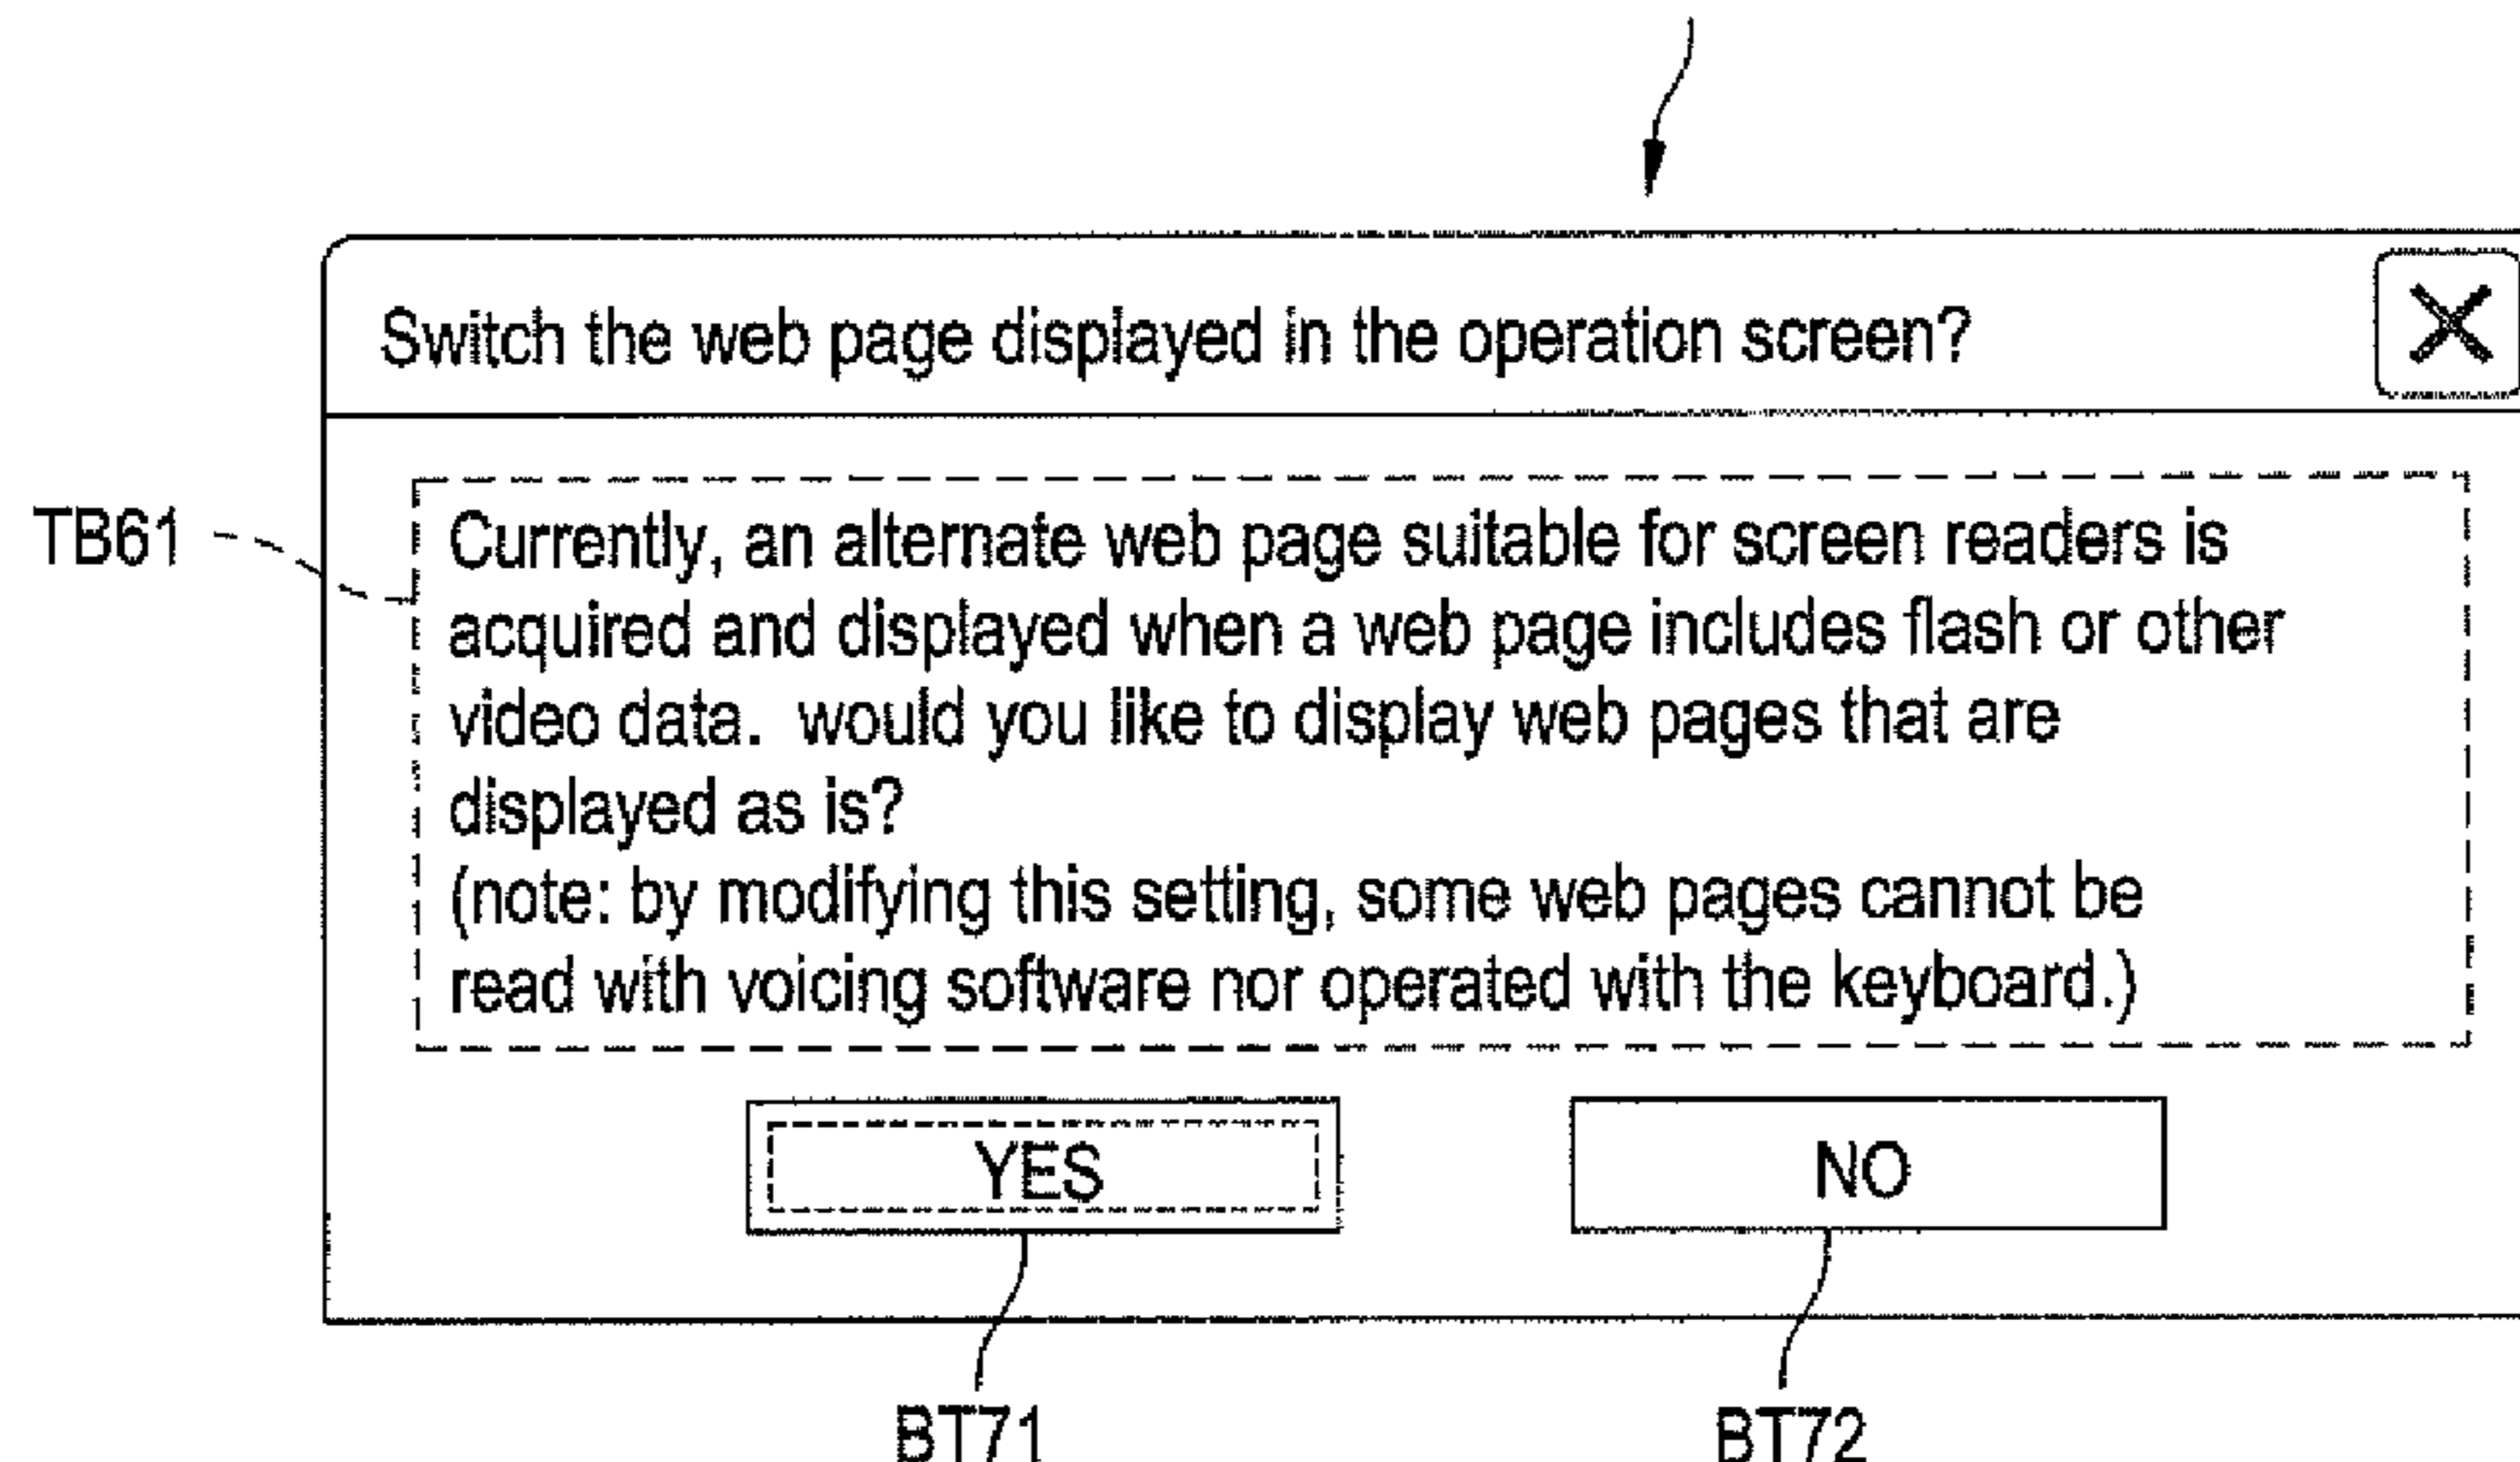 Switch the web page displayed in the operation screen?
TB61
Currently, an alternate web page suitable for screen readers is
acquired and displayed when a web page includes flash or other
video data.  would you like to display web pages that are
displayed as is?
(note: by modifying this setting, some web pages cannot be
read with voicing software nor operated with the keyboard.)
YES
NO
BT71
BT72